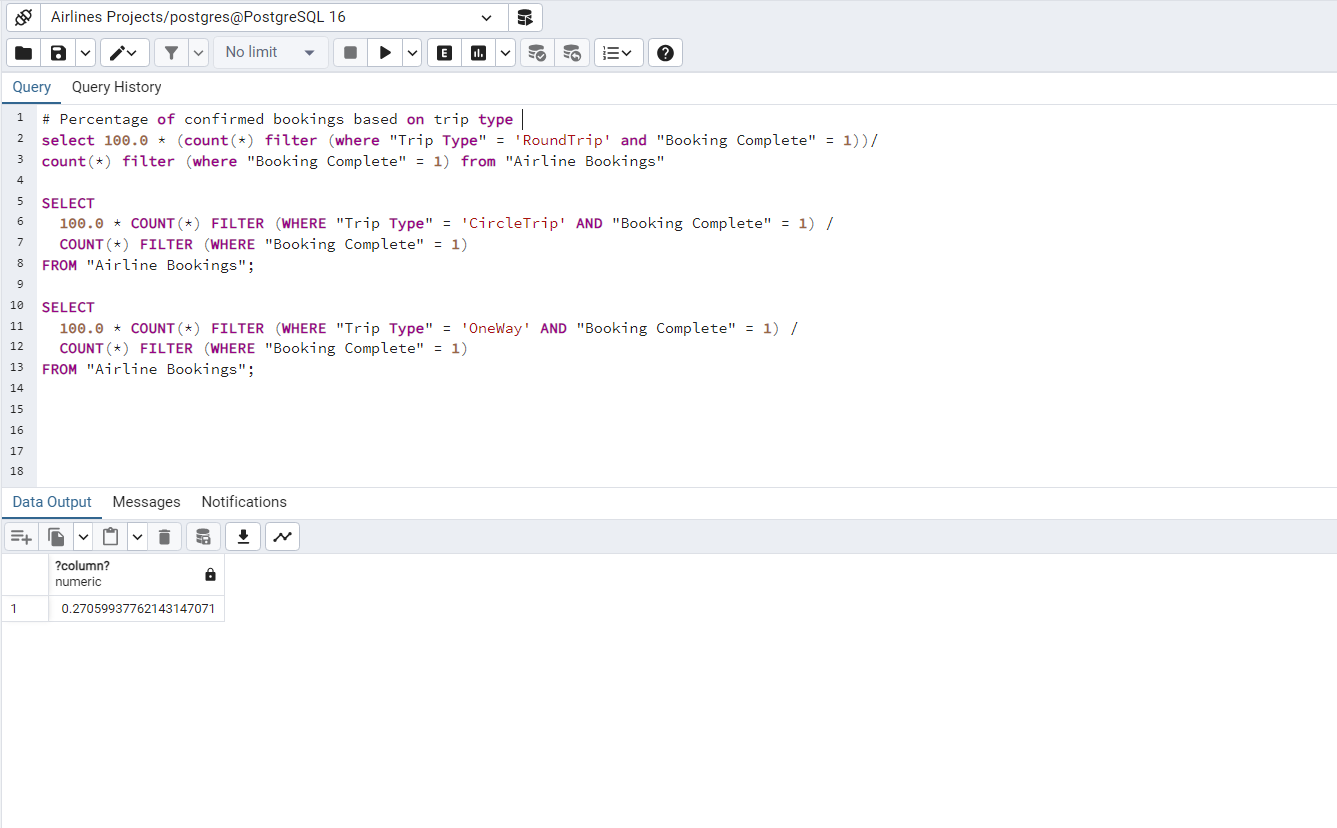 Airlines Projects/postgres@PostgreSQL 16
No limit
E
Query Query History
1 # Percentage of confirmed bookings based on trip type
2 select 100.0 * (count(*) filter (where "Trip Type" = 'RoundTrip' and "Booking Complete" = 1))/
3 count(*) filter (where "Booking Complete" = 1) from "Airline Bookings"
4
5 SELECT
6 100.0 * COUNT(*) FILTER (WHERE "Trip Type" = 'CircleTrip' AND "Booking Complete" = 1) /
7 COUNT(*) FILTER (WHERE "Booking Complete" = 1)
8 FROM "Airline Bookings";
9
10 SELECT
11 100.0 * COUNT(*) FILTER (WHERE "Trip Type" = 'OneWay' AND "Booking Complete" = 1) /
12 COUNT(*) FILTER (WHERE "Booking Complete" = 1)
13 FROM "Airline Bookings";
14
15
16
17
18
Data Output Messages Notifications
?column?
numeric
1 0.27059937762143147071